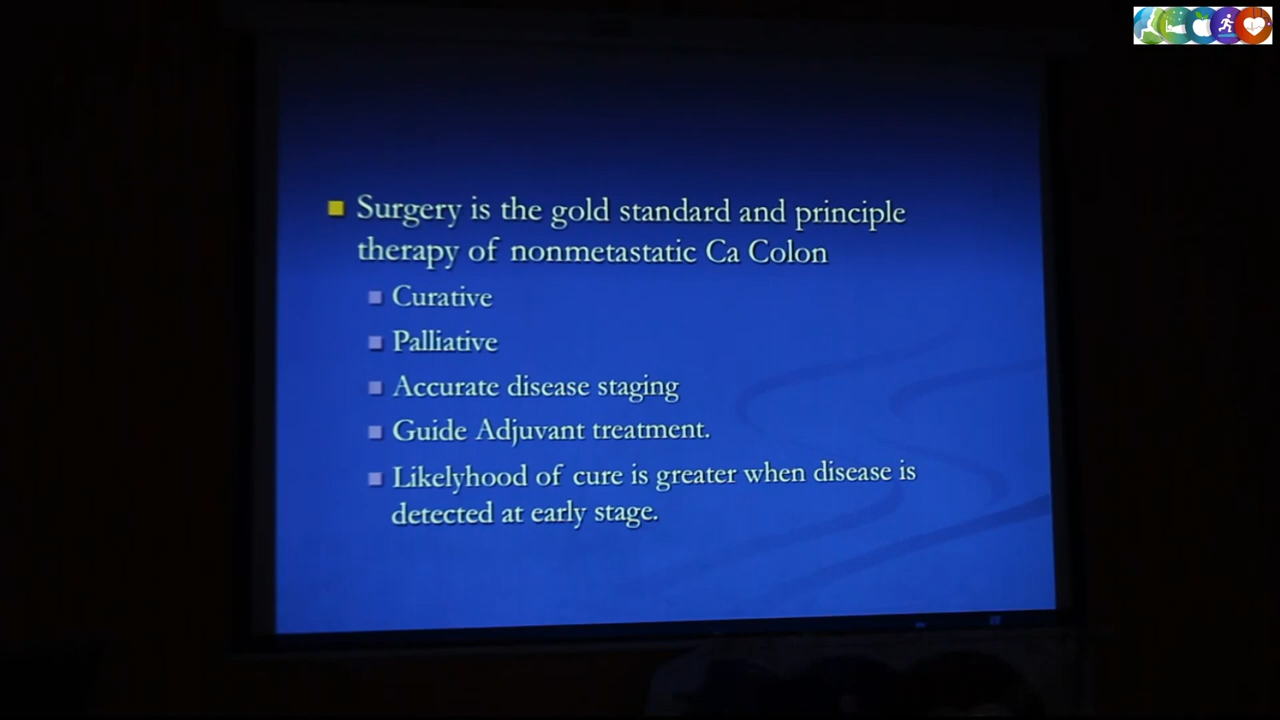 Surgery is the gold standard and principle
therapy of nonmetastatic Ca Colon
Curative
Palliative
Accurate disease staging
Guide Adjuvant treatment.
Likelyhood of cure is greater when disease is
detected at early stage.